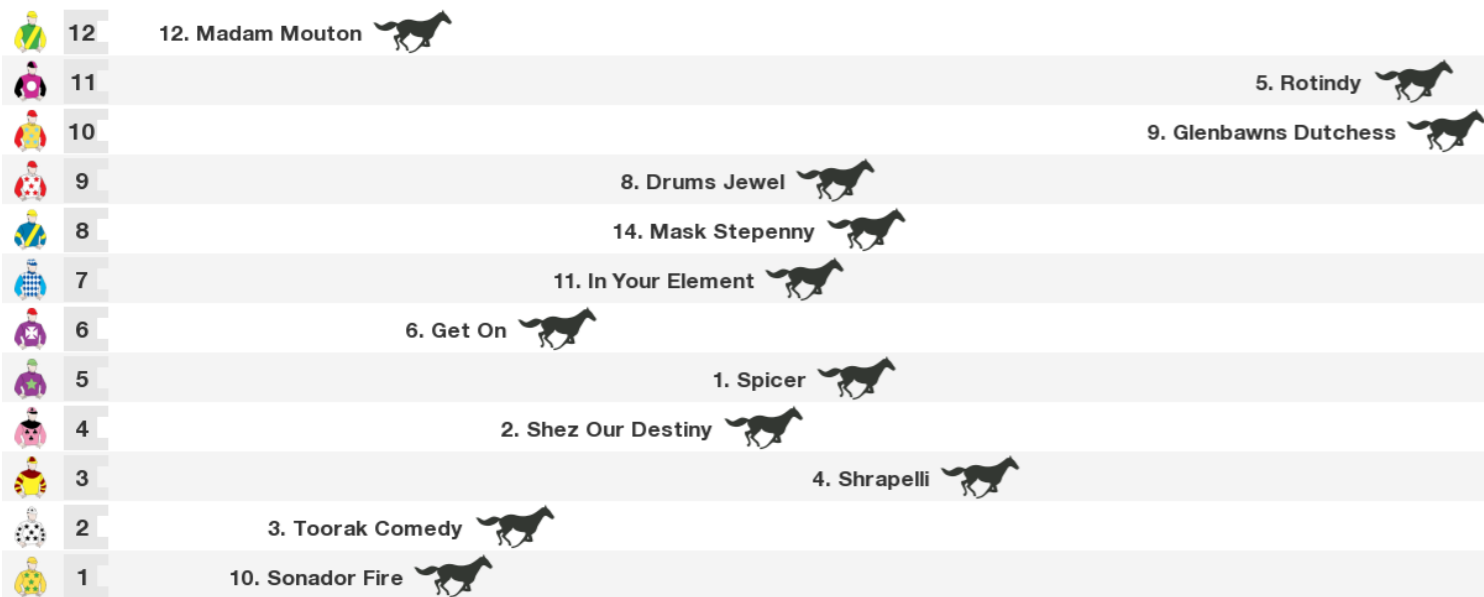 12 12. Madam Mouton
11 5. Rotindy
10 9. Glenbawns Dutchess
9 8. Drums Jewel
8 14. Mask Stepenny
7 11. In Your Element
6 6. Get On
5 1. Spicer
4 2. Shez Our Destiny
3 4. Shrapelli
2 3. Toorak Comedy
1 10. Sonador Fire